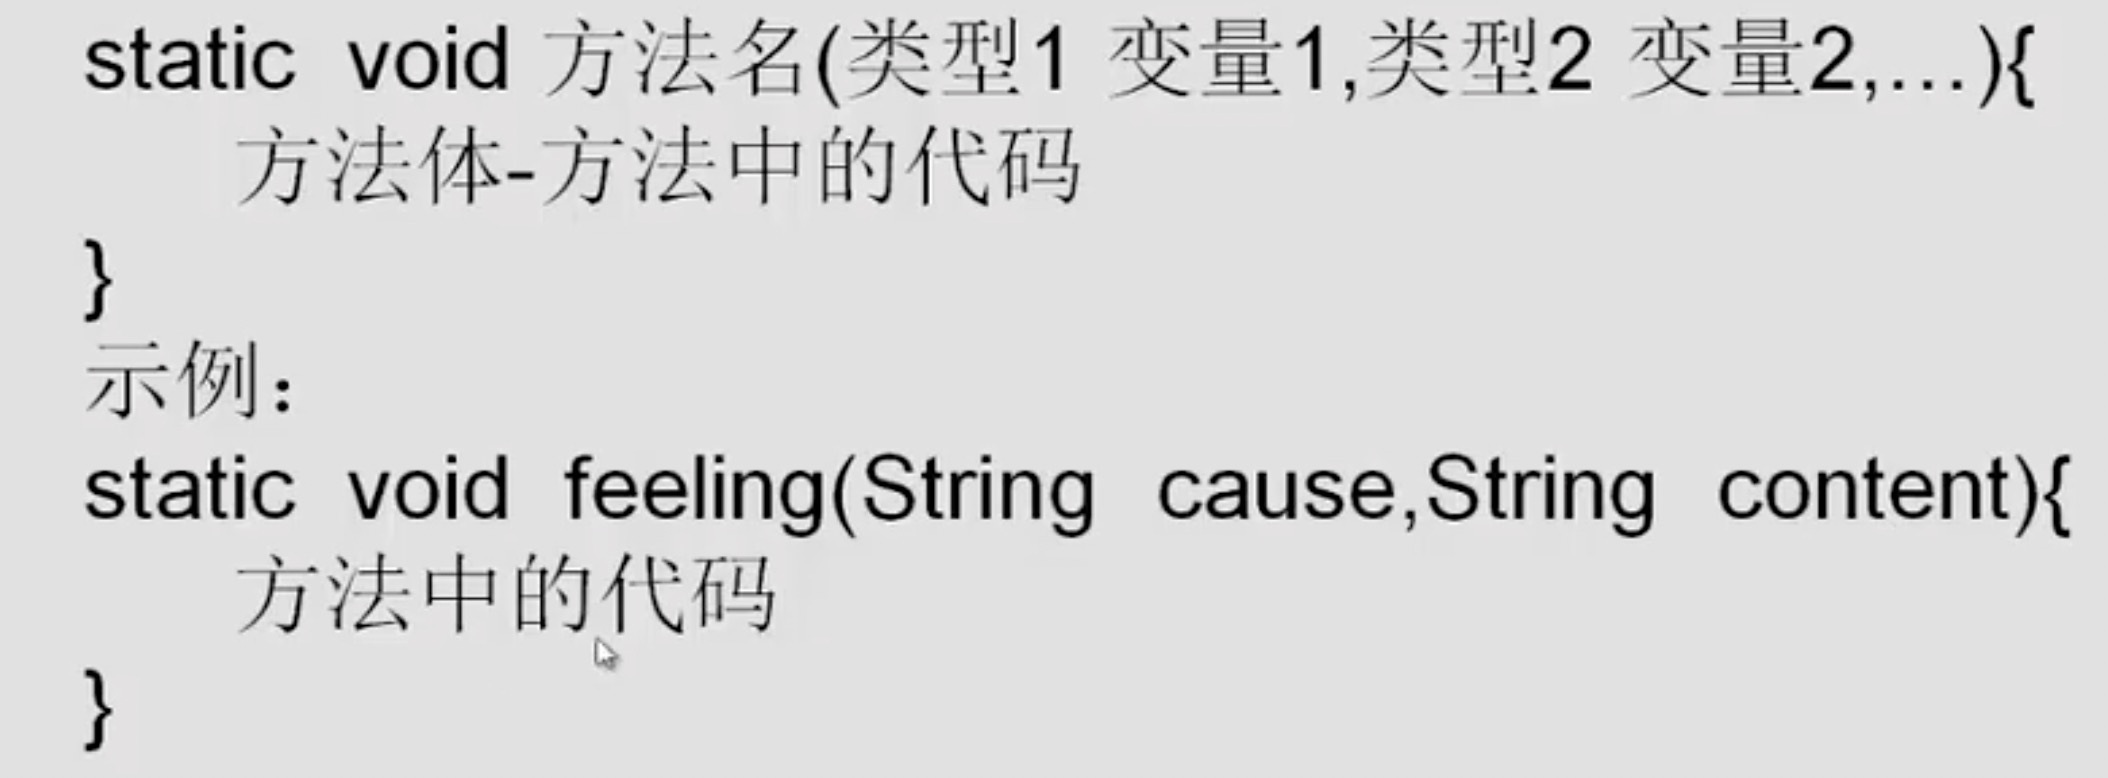 static void 方法名(类型1 变量1,类型2 变量2,...){
方法体-方法中的代码
}
示例：
static void feeling(String cause,String content){
方法中的代码
}